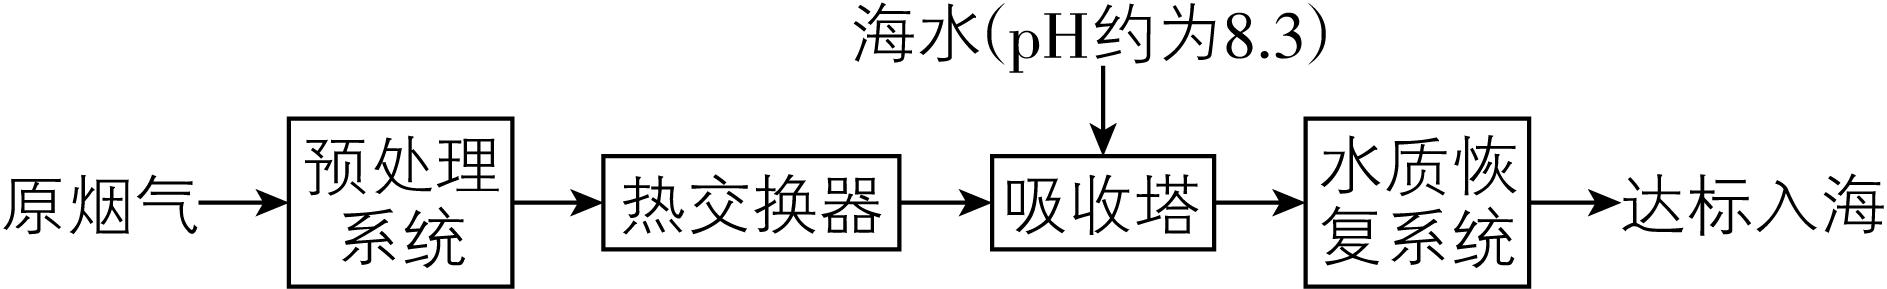 海水(pH约为8.3)
原烟气
预处理
系统
热交换器
吸收塔
水质恢
复系统
达标入海